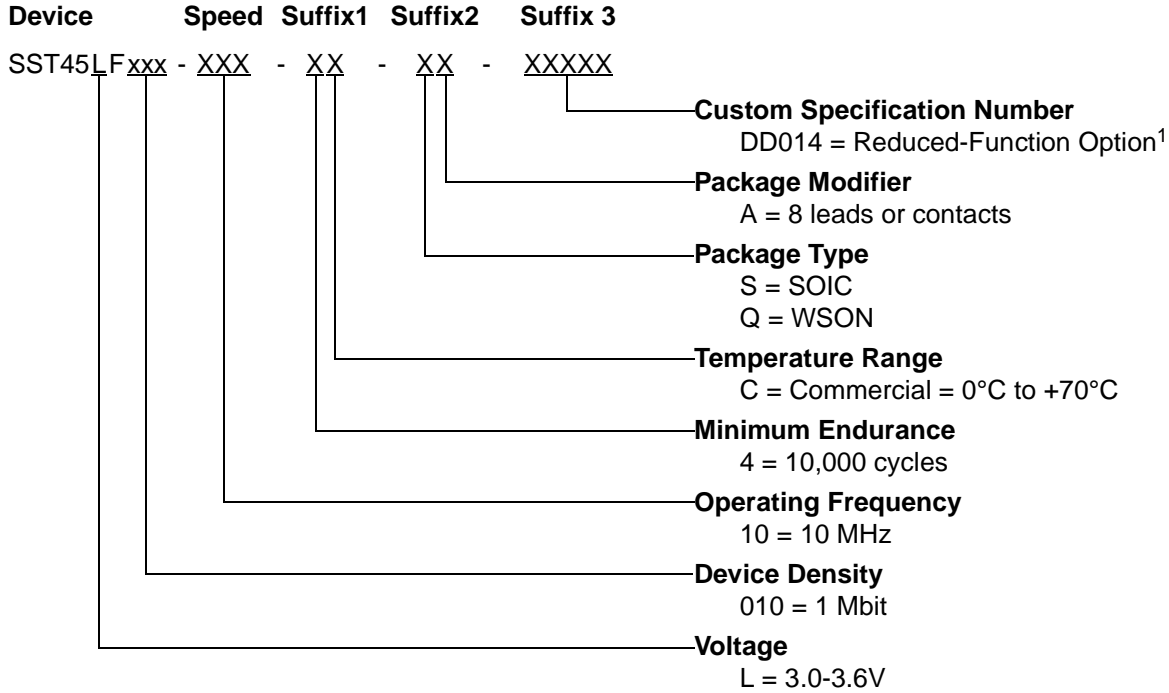 Device Speed Suffix1 Suffix2 Suffix 3
SST45LFxxx - XXX - XX - XX - XXXXX
Custom Specification Number
DD014 = Reduced-Function Option¹
Package Modifier
A = 8 leads or contacts
Package Type
S = SOIC
Q = WSON
Temperature Range
C = Commercial = 0°C to +70°C
Minimum Endurance
4 = 10,000 cycles
Operating Frequency
10 = 10 MHz
Device Density
010 = 1 Mbit
Voltage
L = 3.0-3.6V